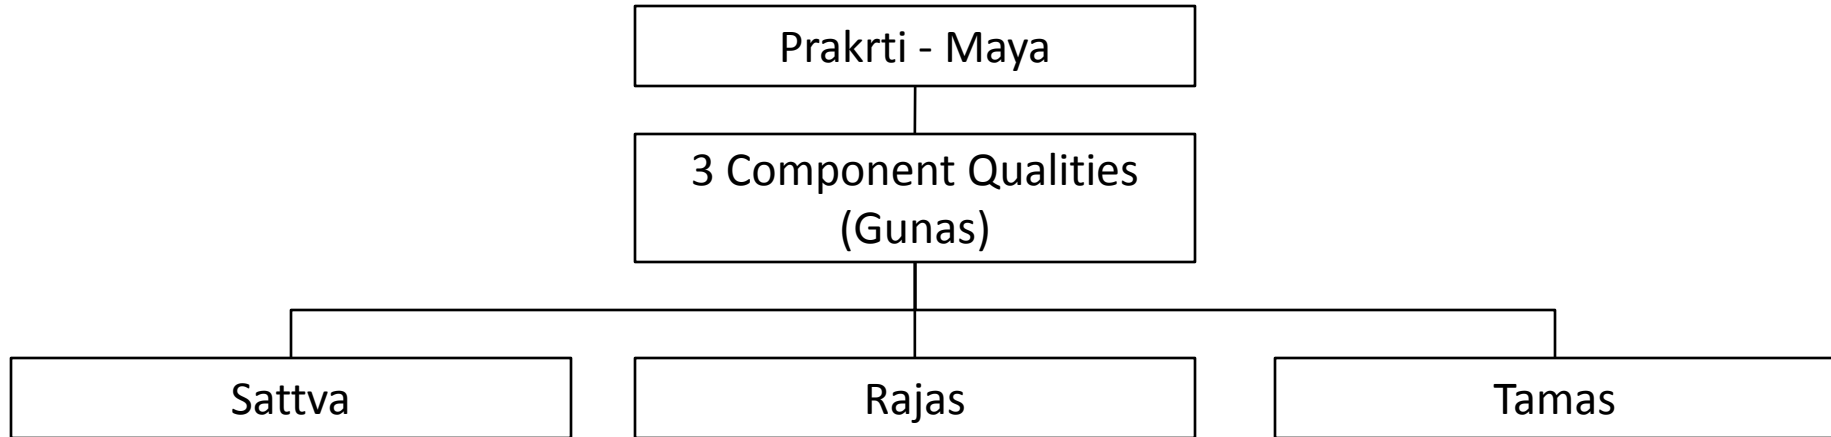 Prakrti - Maya
3 Component Qualities
(Gunas)
Sattva
Rajas
Tamas